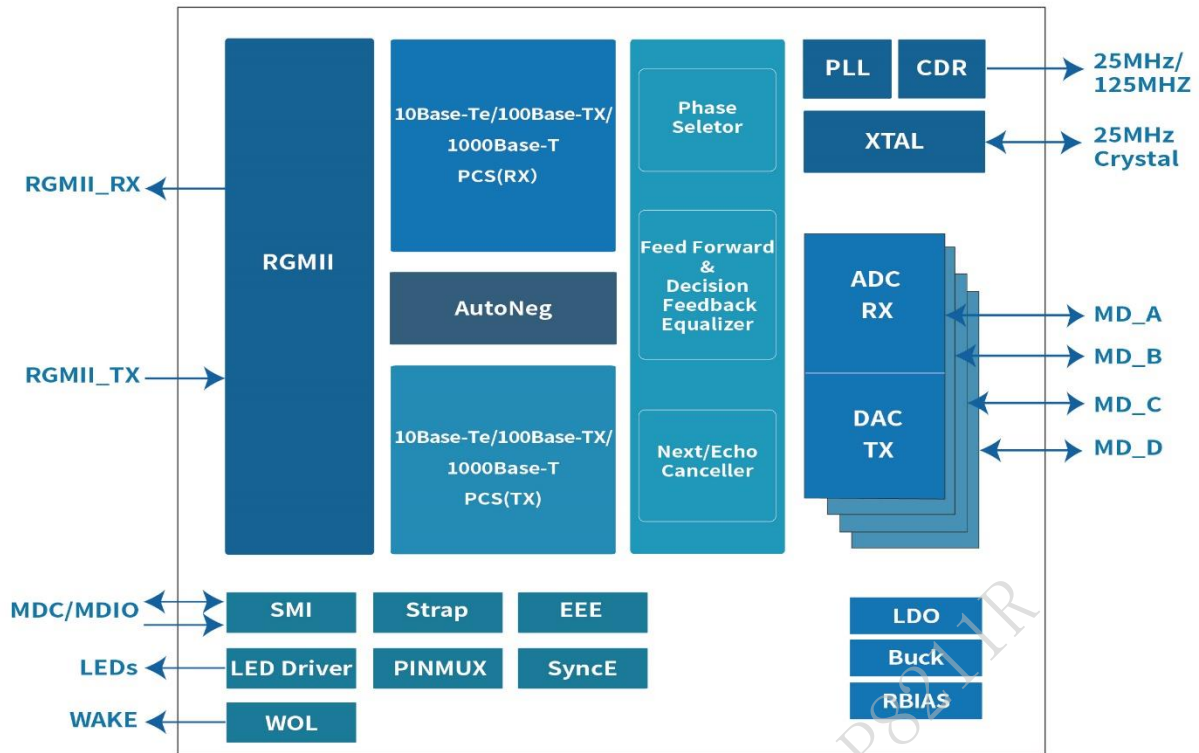 RGMII_RX
RGMII_TX
MDC/MDIO
LEDs
WAKE
RGMII
10Base-Te/100Base-TX/
1000Base-T
PCS(RX)
AutoNeg
10Base-Te/100Base-TX/
1000Base-T
PCS(TX)
Phase
Seletor
Feed Forward
&
Decision
Feedback
Equalizer
Next/Echo
Canceller
PLL
CDR
XTAL
25MHz/
125MHZ
25MHz
Crystal
ADC
RX
DAC
TX
MD_A
MD_B
MD_C
MD_D
SMI
Strap
EEE
LED Driver
PINMUX
SyncE
WOL
LDO
Buck
RBIAS
P8211R